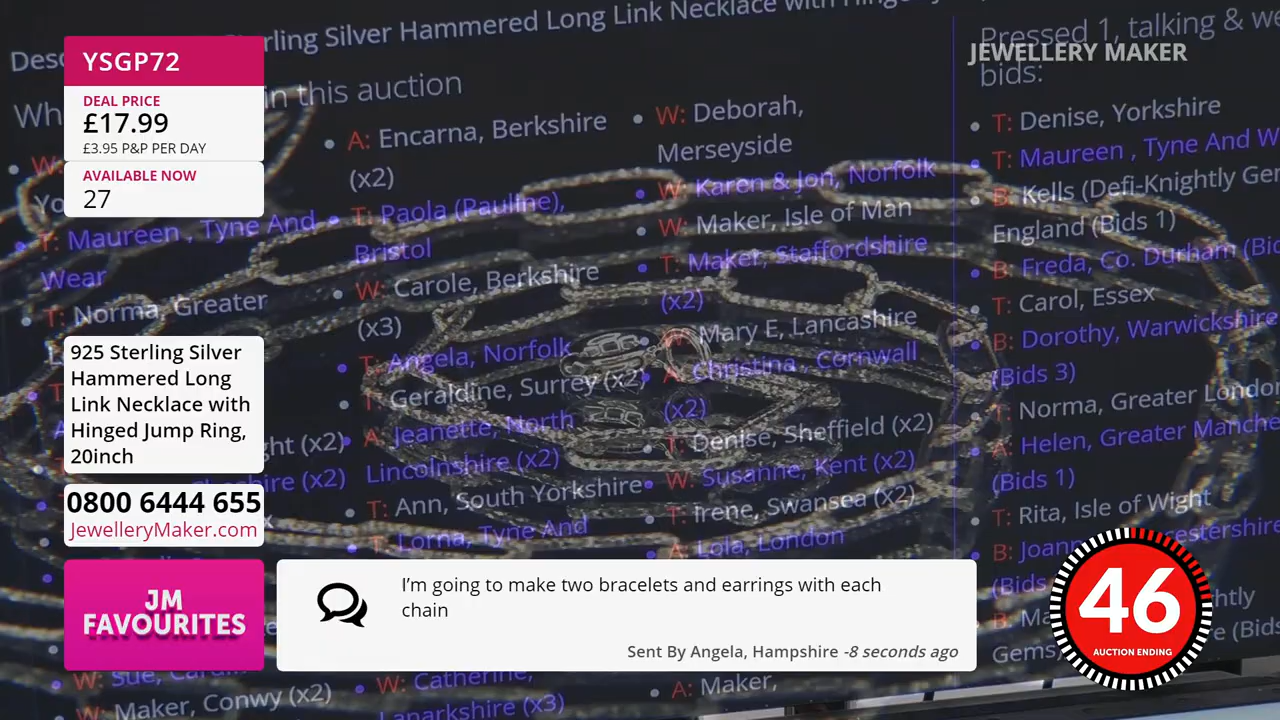 YSGP72
DEAL PRICE
£17.99
£3.95 P&P PER DAY
AVAILABLE NOW
27
925 Sterling Silver
Hammered Long
Link Necklace with
Hinged Jump Ring,
20inch
0800 6444 655
JewelleryMaker.com
JM
FAVOURITES
I'm going to make two bracelets and earrings with each
chain
Sent By Angela, Hampshire -8 seconds ago
46
AUCTION ENDING
JEWELLERY MAKER
Sterling Silver Hammered Long Link Necklace with
in this auction
T: Maureen , Tyne And
Wear
T: Norma, Greater
W: Sue,
W: Maker, Conwy (x2)
A: Encarna, Berkshire
(x2)
T: Paola (Pauline),
Bristol
W: Carole, Berkshire
(x3)
T: Angela, Norfolk
T: Geraldine, Surrey (x2)
A: Jeanette, North
Lincolnshire (x2)
T: Ann, South Yorkshire
T: Lorna, Tyne And
W: Catherine,
Lanarkshire (x3)
W: Deborah,
Merseyside
W: Karen & Jon, Norfolk
W: Maker, Isle of Man
T: Maker, Staffordshire
(x2)
W: Mary E, Lancashire
A: Christina , Cornwall
(x2)
T: Denise, Sheffield (x2)
W: Susanne, Kent (x2)
T: Irene, Swansea (x2)
A: Lola, London
A: Maker,
Pressed 1, talking &
bids:
T: Denise, Yorkshire
T: Maureen , Tyne And
B: Kells (Defi-Knightly
England (Bids 1)
B: Freda, Co. Durham
T: Carol, Essex
B: Dorothy, Warwickshire
(Bids 3)
T: Norma, Greater London
A: Helen, Greater
(Bids 1)
T: Rita, Isle of Wight